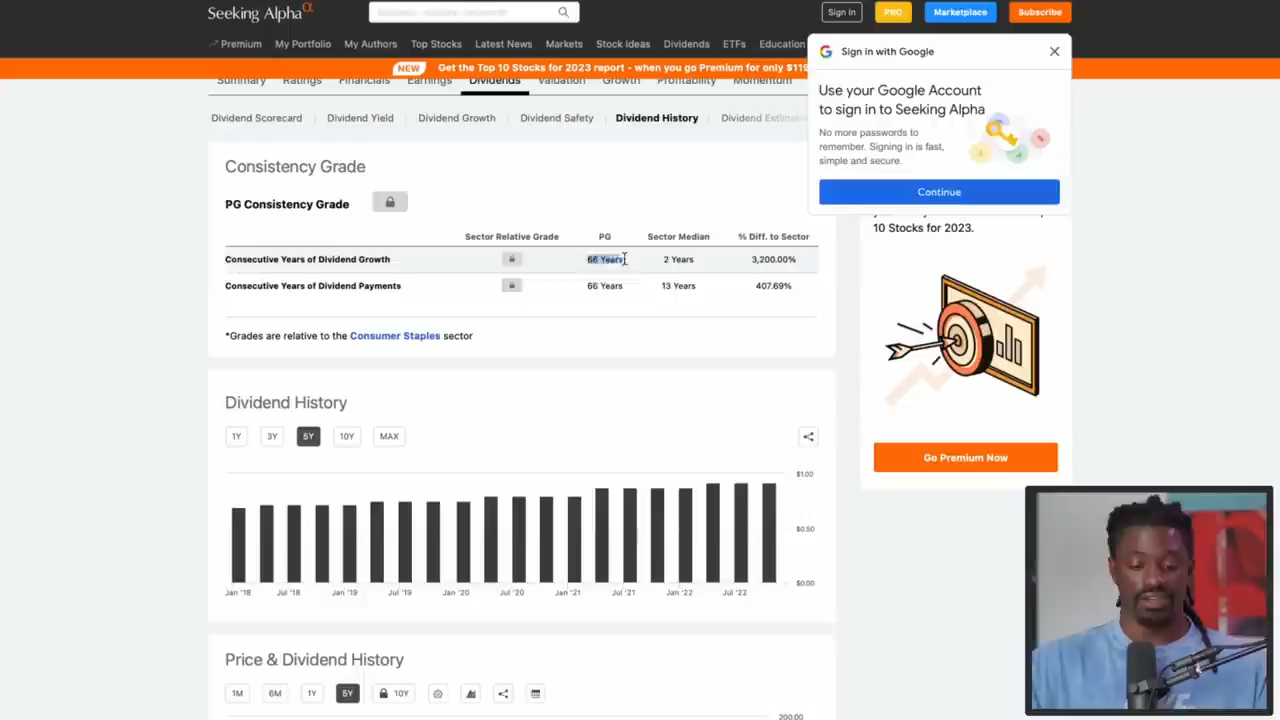 Seeking Alpha α
Sign In
PRO
Marketplace
Subscribe
Premium My Portfolio My Authors Top Stocks Latest News Markets Stock Ideas Dividends ETFs Education
NEW Get the Top 10 Stocks for 2023 report - when you go Premium for only $119
Summary Ratings Financials Earnings Dividends Valuation Growth Profitability Momentum
Sign in with Google
Use your Google Account
to sign in to Seeking Alpha
No more passwords to
remember. Signing in is fast,
simple and secure.
Continue
Dividend Scorecard Dividend Yield Dividend Growth Dividend Safety Dividend History Dividend Estim
Consistency Grade
PG Consistency Grade
Sector Relative Grade PG Sector Median % Diff. to Sector
Consecutive Years of Dividend Growth 66 Years 2 Years 3,200.00%
Consecutive Years of Dividend Payments 66 Years 13 Years 407.69%
*Grades are relative to the Consumer Staples sector
10 Stocks for 2023.
Go Premium Now
Dividend History
1Y 3Y 5Y 10Y MAX
$1.00
$0.50
$0.00
Jan '18 Jul '18 Jan '19 Jul '19 Jan '20 Jul '20 Jan '21 Jul '21 Jan '22 Jul '22
Price & Dividend History
1M 6M 1Y 5Y 10Y
200.00